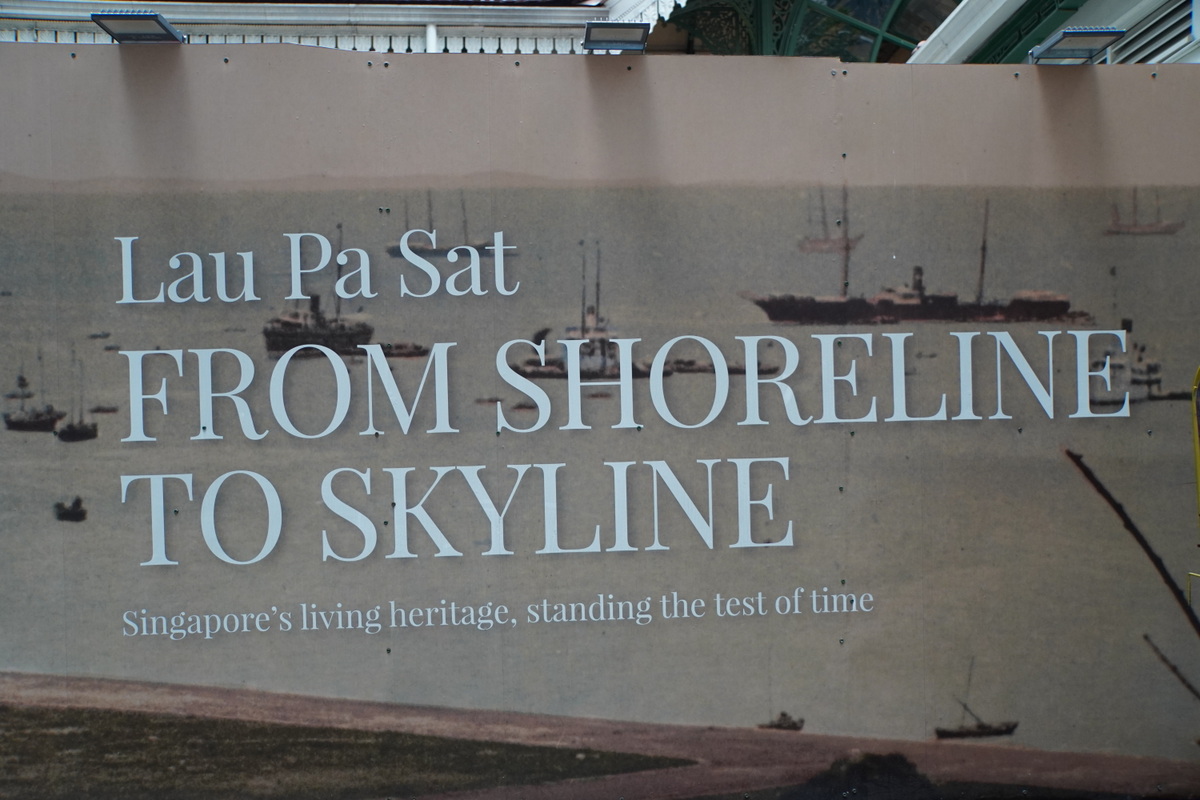 Lau Pa Sat
FROM SHORELINE
TO SKYLINE
Singapore's living heritage, standing the test of time